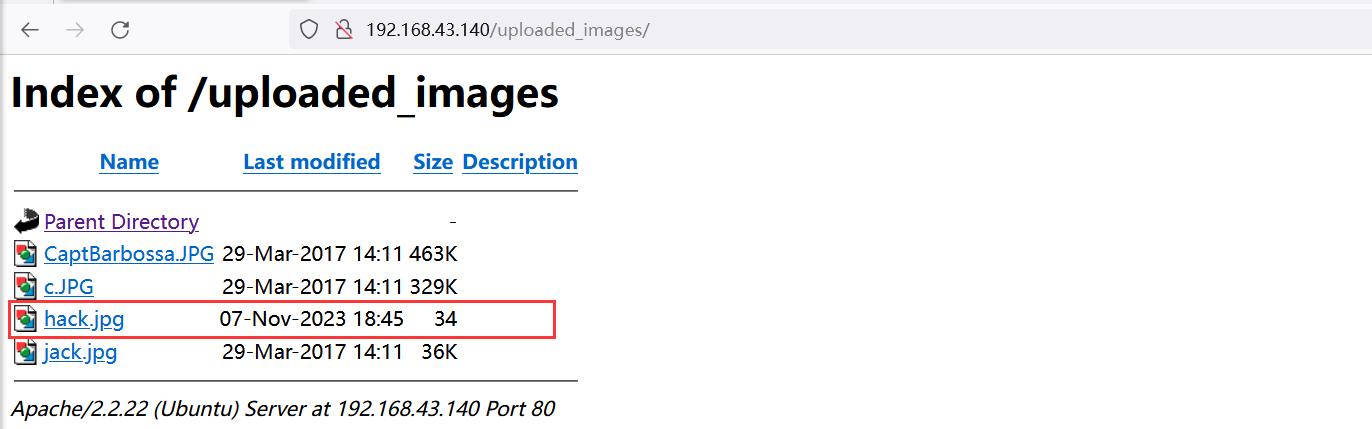 192.168.43.140/uploaded_images/
Index of /uploaded_images
Name Last modified Size Description
Parent Directory -
CaptBarbossa.JPG 29-Mar-2017 14:11 463K
c.JPG 29-Mar-2017 14:11 329K
hack.jpg 07-Nov-2023 18:45 34
jack.jpg 29-Mar-2017 14:11 36K
Apache/2.2.22 (Ubuntu) Server at 192.168.43.140 Port 80